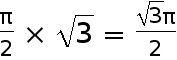 π/2 × √3 = √3π/2